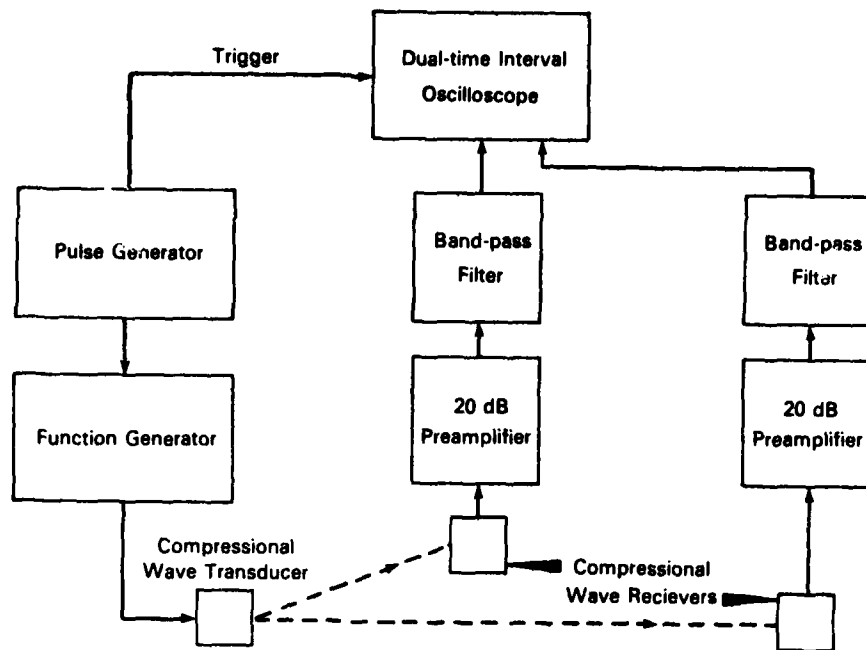 Trigger
Dual-time Interval
Oscilloscope
Pulse Generator
Band-pass
Filter
Band-pass
Filter
Function Generator
20 dB
Preamplifier
20 dB
Preamplifier
Compressional
Wave Transducer
Compressional
Wave Recievers